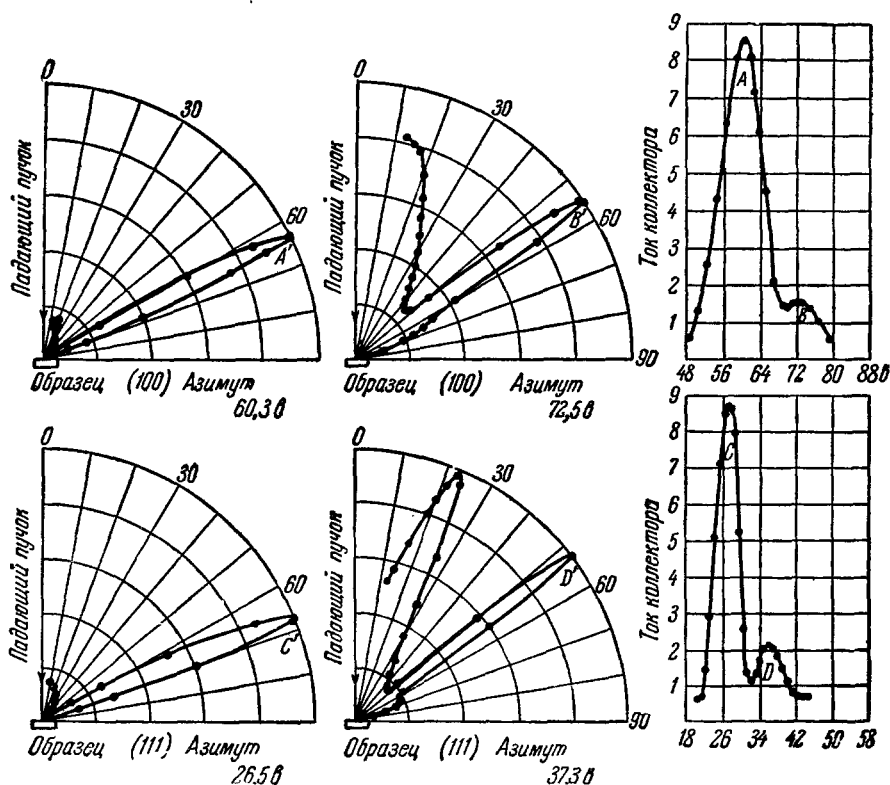 0
30
60
A'
Падающий пучок
Образец (100) Азимут
60,3 в
0
30
60
90
B'
Падающий пучок
Образец (100) Азимут
72,5 в
9
8
7
6
5
4
3
2
1
Ток коллектора
A
B
48 56 64 72 80 88 в
0
30
60
C'
Падающий пучок
Образец (111) Азимут
26,5 в
0
30
60
90
D'
Падающий пучок
Образец (111) Азимут
37,3 в
9
8
7
6
5
4
3
2
1
Ток коллектора
C
D
18 26 34 42 50 58